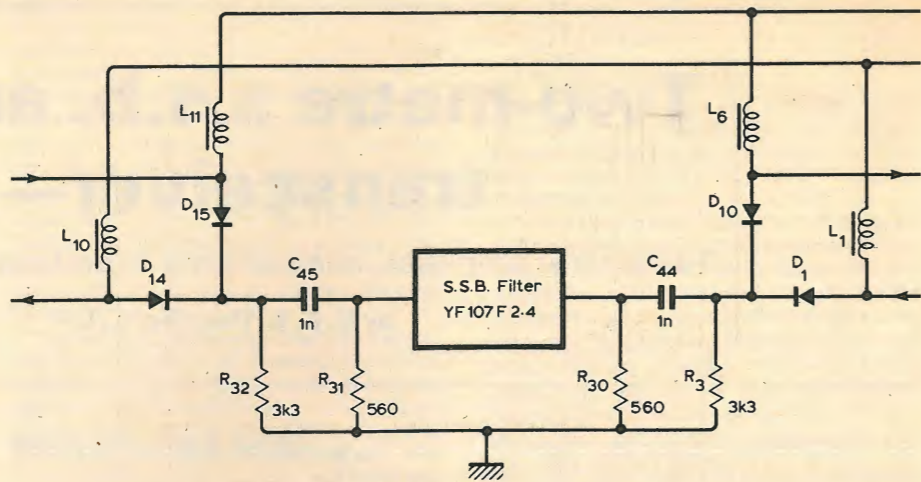 L11
L6
L10
D15
D10
L1
D14
C45
1n
S.S.B. Filter
YF107F2·4
C44
1n
D1
R32
3k3
R31
560
R30
560
R3
3k3